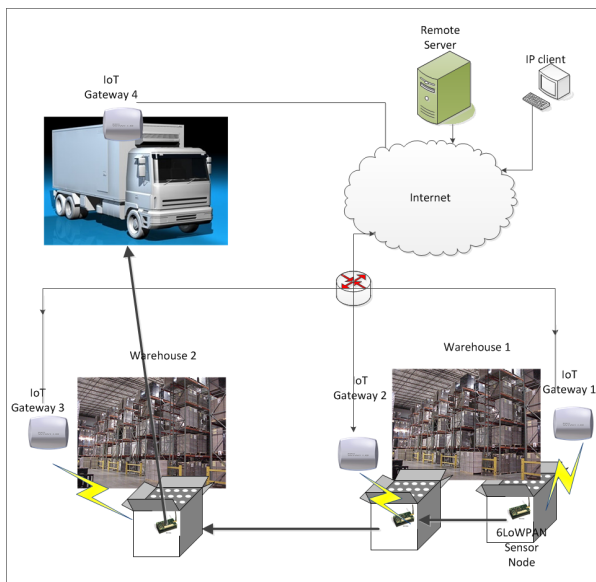 Remote
Server
IP client
IoT
Gateway 4
Internet
Warehouse 2
Warehouse 1
IoT
Gateway 3
IoT
Gateway 2
IoT
Gateway 1
6LoWPAN
Sensor
Node